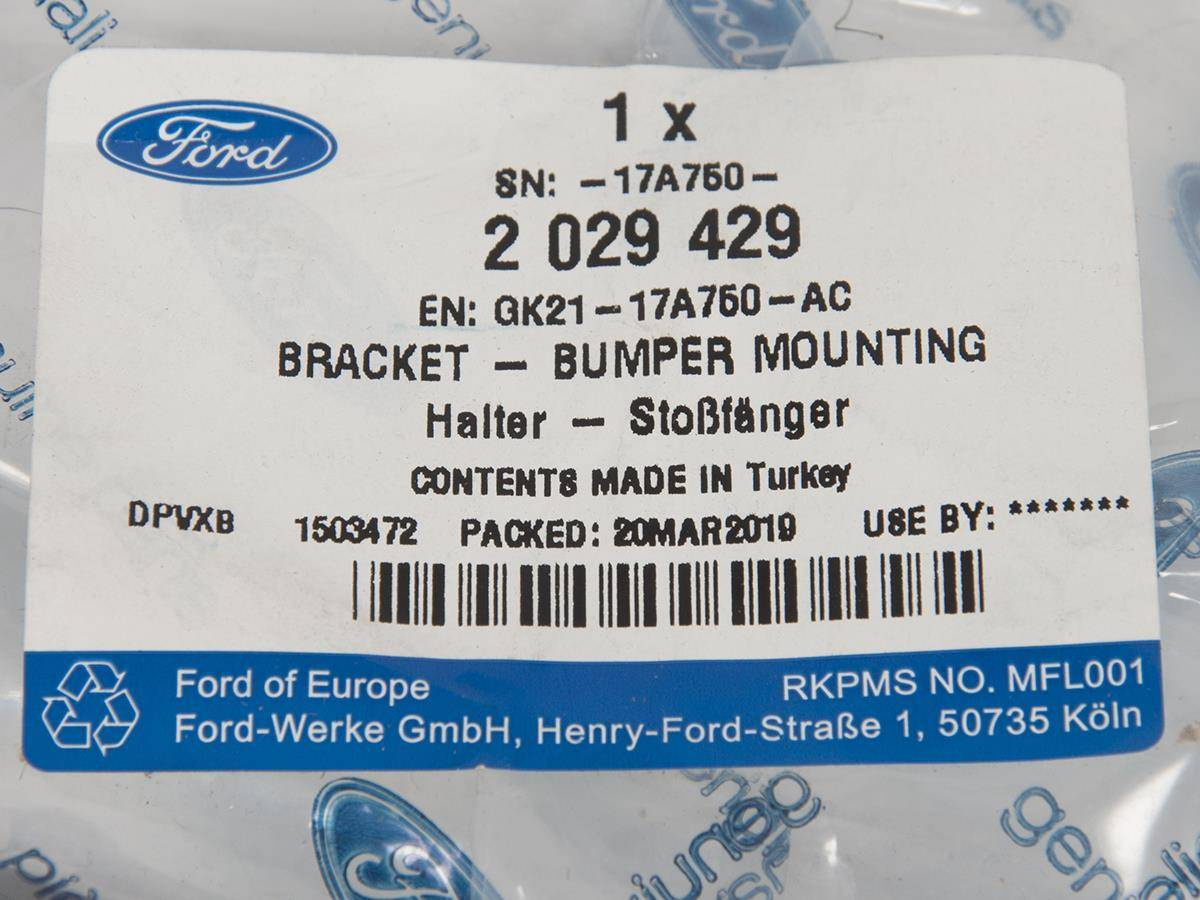 genuine
Ford
Ford
1 x
SN: -17A750-
2 029 429
EN: GK21-17A750-AC
BRACKET - BUMPER MOUNTING
Halter - Stoßfänger
CONTENTS MADE IN Turkey
DPVXB 1503472 PACKED: 20MAR2019 USE BY: *******
Ford of Europe
RKPMS NO. MFL001
Ford-Werke GmbH, Henry-Ford-Straße 1, 50735 Köln